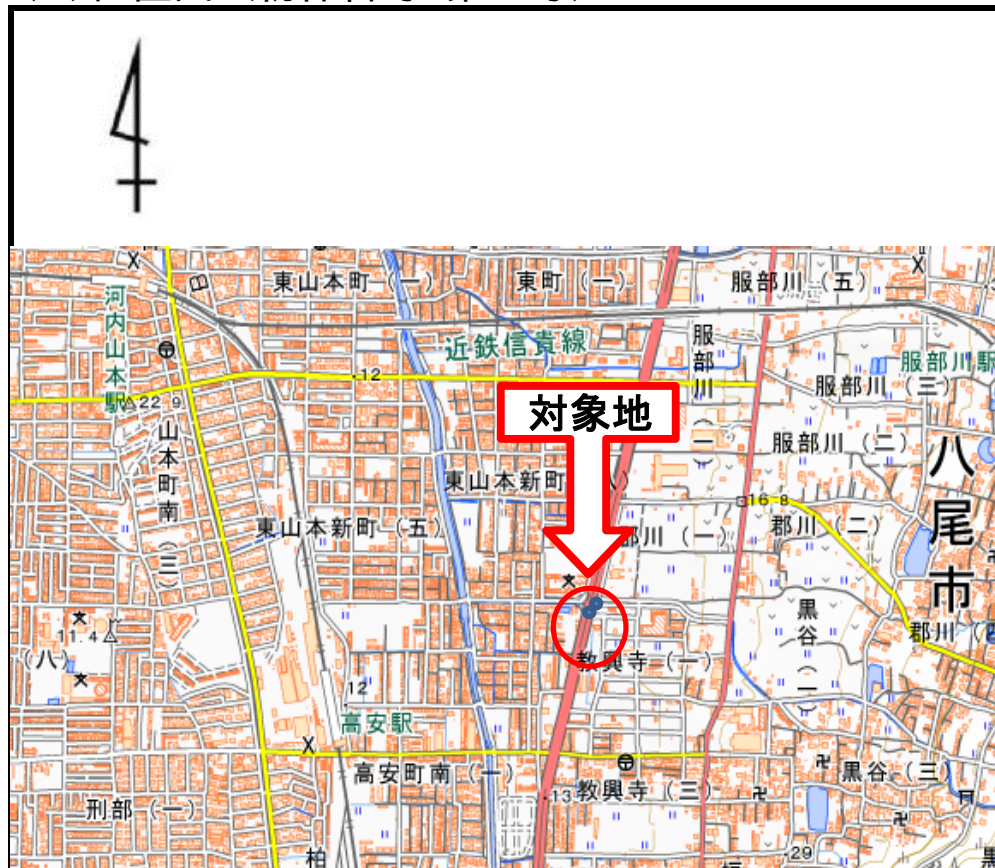 東山本町(一)
東町(一)
服部川(五)
河内山本駅
近鉄信貴線
服部川(一)
服部川駅
服部川(三)
12
22.9
対象地
山本町南(三)
服部川(二)
八尾市
東山本新町
16.8
東山本新町(五)
郡川(二)
黒谷(一)
11.4
(八)
教興寺(一)
12
高安駅
高安町南(一)
黒谷(三)
13
教興寺(三)
刑部(一)
29
柏